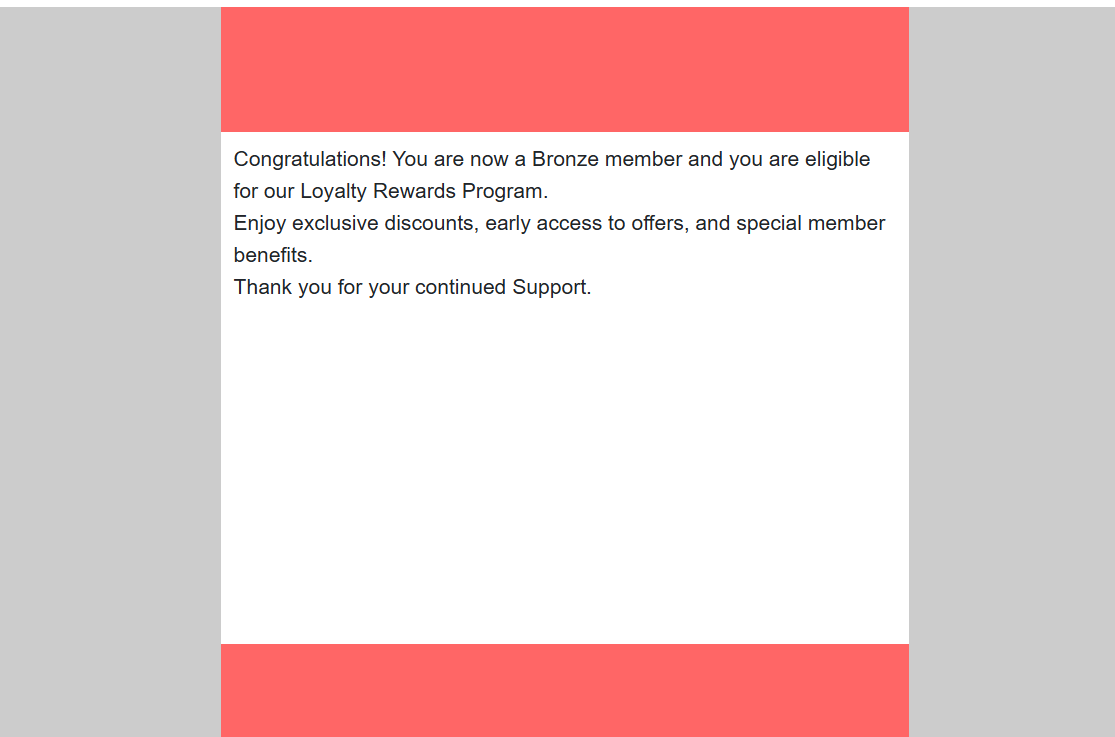 Congratulations! You are now a Bronze member and you are eligible
for our Loyalty Rewards Program.
Enjoy exclusive discounts, early access to offers, and special member
benefits.
Thank you for your continued Support.